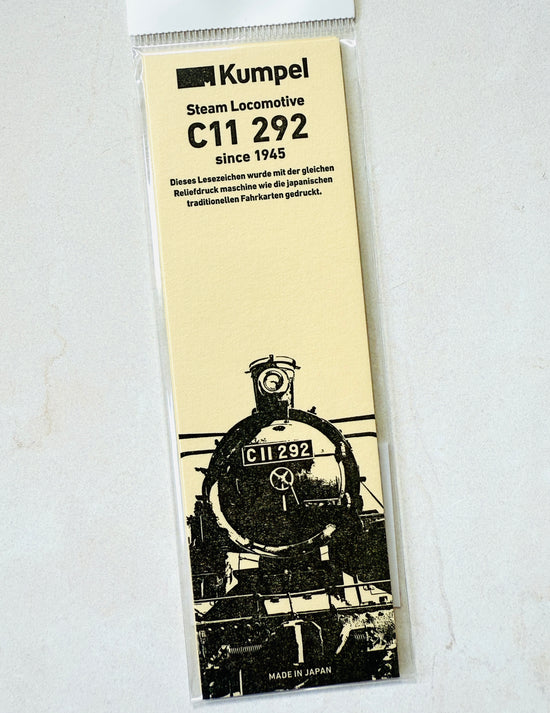 Kumpel
Steam Locomotive
C11 292
since 1945
Dieses Lesezeichen wurde mit der gleichen
Reliefdruck maschine wie die japanischen
traditionellen Fahrkarten gedruckt.
C11 292
MADE IN JAPAN